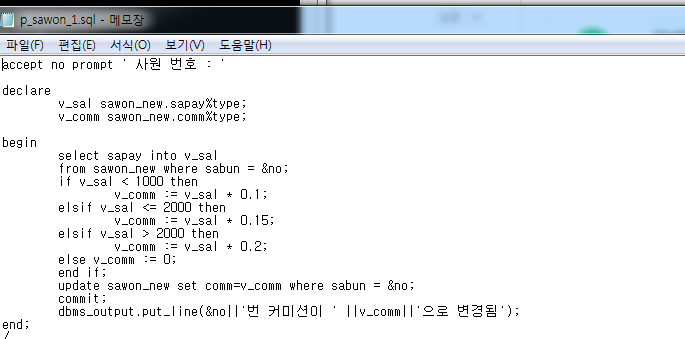 p_sawon_1.sql - 메모장
파일(F) 편집(E) 서식(O) 보기(V) 도움말(H)
accept no prompt ' 사원 번호 : '
declare
v_sal sawon_new.sapay%type;
v_comm sawon_new.comm%type;
begin
select sapay into v_sal
from sawon_new where sabun = &no;
if v_sal < 1000 then
v_comm := v_sal * 0.1;
elsif v_sal <= 2000 then
v_comm := v_sal * 0.15;
elsif v_sal > 2000 then
v_comm := v_sal * 0.2;
else v_comm := 0;
end if;
update sawon_new set comm=v_comm where sabun = &no;
commit;
dbms_output.put_line(&no||'번 커미션이 ' ||v_comm||'으로 변경됨');
end;
/